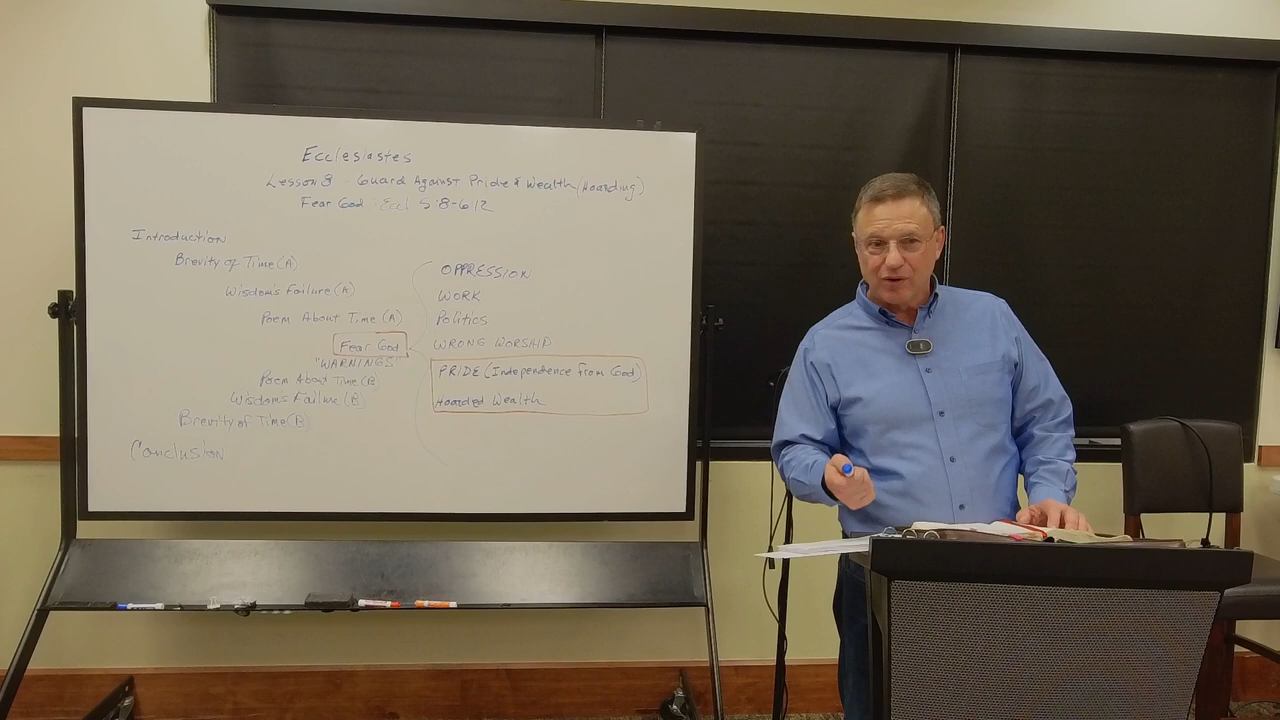 Ecclesiastes
Lesson 8 - Guard Against Pride & Wealth (Hoarding)
Fear God : Eccl 5:8-6:12
Introduction
Brevity of Time (A)
Wisdom's Failure (A)
Poem About Time (A)
Fear God
"WARNINGS"
Poem About Time (B)
Wisdom's Failure (B)
Brevity of Time (B)
Conclusion
OPPRESSION
WORK
Politics
WRONG WORSHIP
PRIDE (Independence from God)
Hoarded Wealth